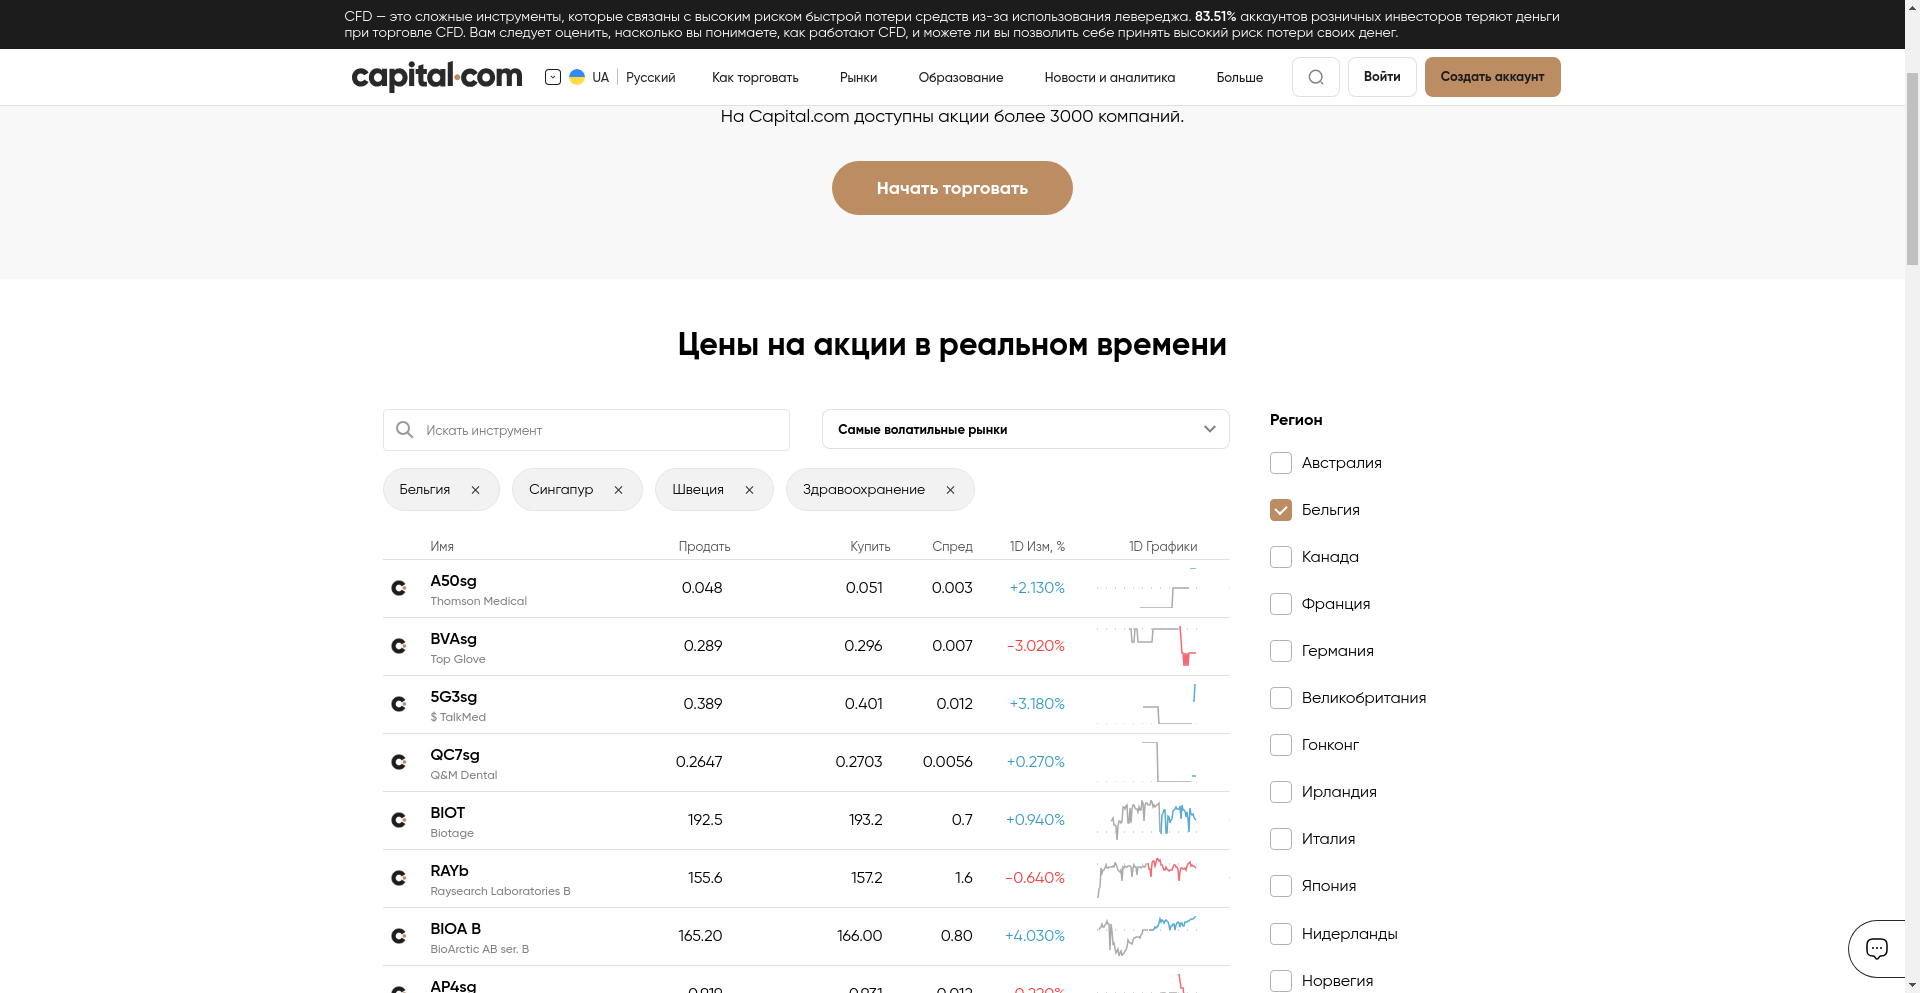 CFD — это сложные инструменты, которые связаны с высоким риском быстрой потери средств из-за использования левереджа. 83.51% аккаунтов розничных инвесторов теряют деньги
при торговле CFD. Вам следует оценить, насколько вы понимаете, как работают CFD, и можете ли вы позволить себе принять высокий риск потери своих денег.
capital.com UA Русский Как торговать Рынки Образование Новости и аналитика Больше Войти Создать аккаунт
На Capital.com доступны акции более 3000 компаний.
Начать торговать
Цены на акции в реальном времени
Искать инструмент
Самые волатильные рынки
Бельгия Сингапур Швеция Здравоохранение
Имя Продать Купить Спред 1D Изм, % 1D Графики
A50sg 0.048 0.051 0.003 +2.130%
Thomson Medical
BVAsg 0.289 0.296 0.007 -3.020%
Top Glove
5G3sg 0.389 0.401 0.012 +3.180%
$ TalkMed
QC7sg 0.2647 0.2703 0.0056 +0.270%
Q&M Dental
BIOT 192.5 193.2 0.7 +0.940%
Biotage
RAYb 155.6 157.2 1.6 -0.640%
Raysearch Laboratories B
BIOA B 165.20 166.00 0.80 +4.030%
BioArctic AB ser. B
AP4sg 0.919 0.931 0.012 -0.220%
Регион
Австралия
Бельгия
Канада
Франция
Германия
Великобритания
Гонконг
Ирландия
Италия
Япония
Нидерланды
Норвегия